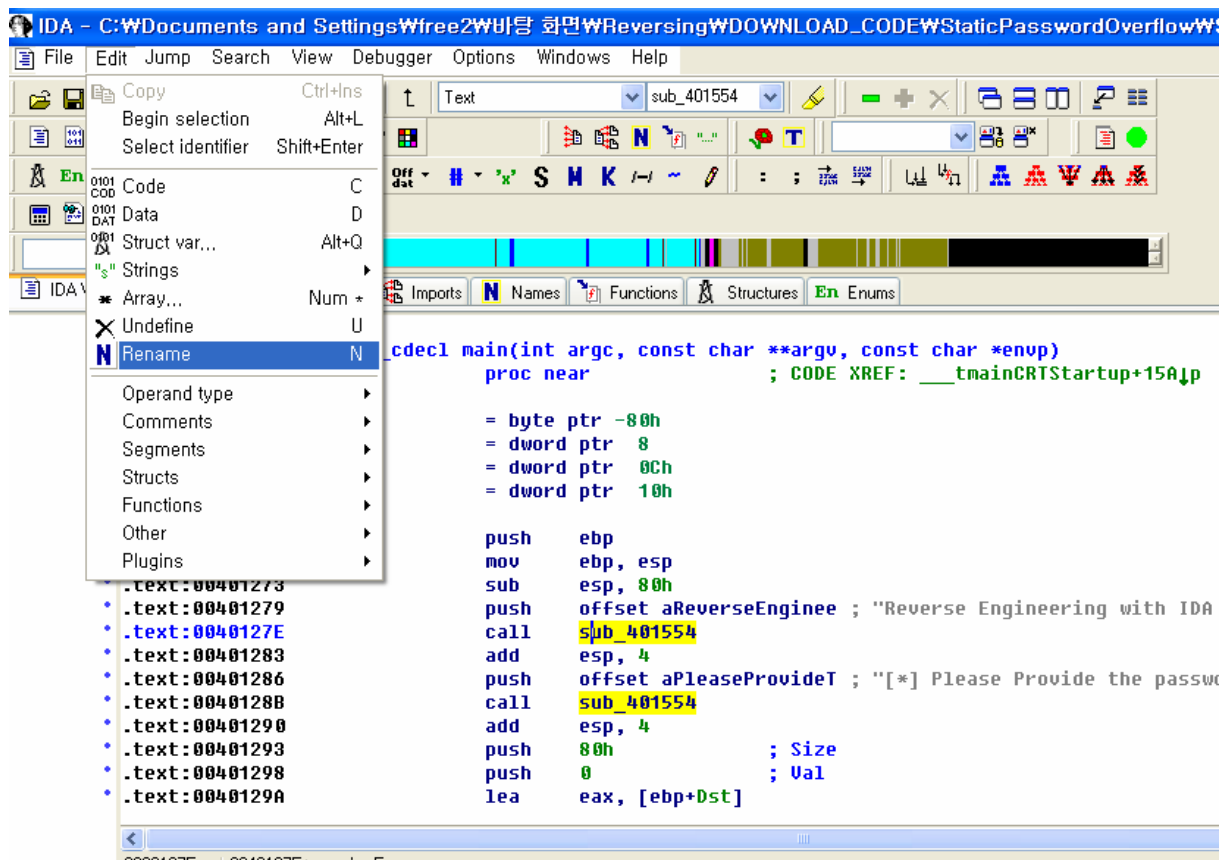 IDA - C:₩Documents and Settings₩free2₩바탕 화면₩Reversing₩DOWNLOAD_CODE₩StaticPasswordOverflow₩
File Edit Jump Search View Debugger Options Windows Help
Copy Ctrl+Ins
Begin selection Alt+L
Select identifier Shift+Enter
Code C
Data D
Struct var... Alt+Q
Strings
Array... Num *
Undefine U
Rename N
Operand type
Comments
Segments
Structs
Functions
Other
Plugins
Text sub_401554
En Off dat # 'x' S M K
IDA V Imports N Names Functions Structures En Enums
_cdecl main(int argc, const char **argv, const char *envp)
proc near ; CODE XREF: ___tmainCRTStartup+15A↓p
= byte ptr -80h
= dword ptr 8
= dword ptr 0Ch
= dword ptr 10h
push ebp
mov ebp, esp
.text:00401273 sub esp, 80h
.text:00401279 push offset aReverseEnginee ; "Reverse Engineering with IDA
.text:0040127E call sub_401554
.text:00401283 add esp, 4
.text:00401286 push offset aPleaseProvideT ; "[*] Please Provide the passwo
.text:0040128B call sub_401554
.text:00401290 add esp, 4
.text:00401293 push 80h ; Size
.text:00401298 push 0 ; Val
.text:0040129A lea eax, [ebp+Dst]